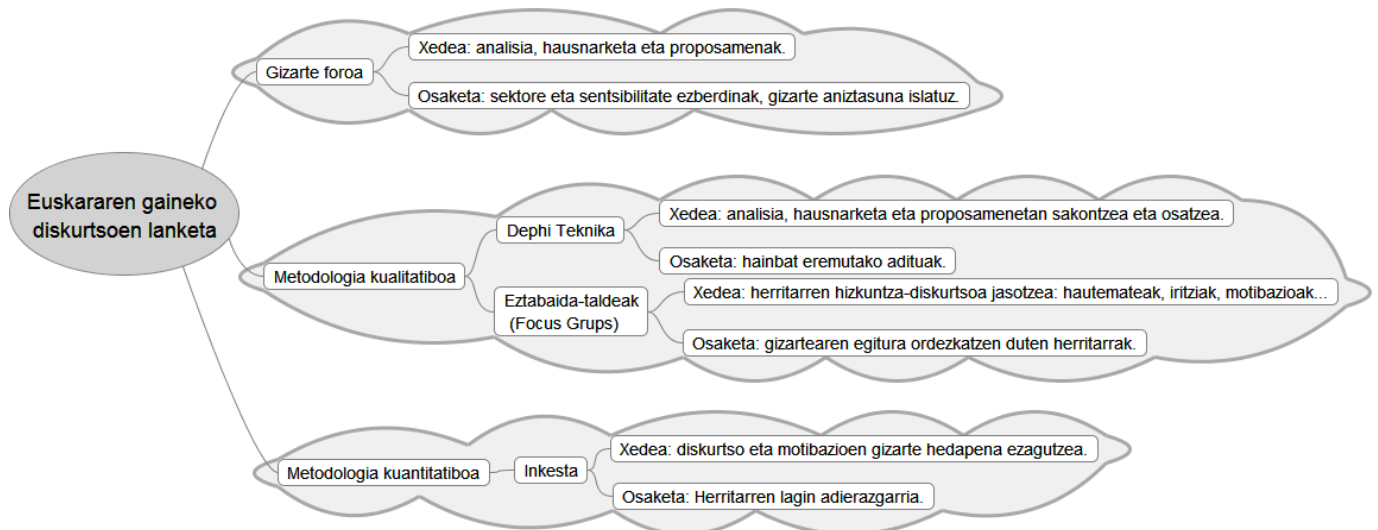 Euskararen gaineko
diskurtsoen lanketa
Gizarte foroa
Xedea: analisia, hausnarketa eta proposamenak.
Osaketa: sektore eta sentsibilitate ezberdinak, gizarte aniztasuna islatuz.
Metodologia kualitatiboa
Dephi Teknika
Xedea: analisia, hausnarketa eta proposamenetan sakontzea eta osatzea.
Osaketa: hainbat eremutako adituak.
Eztabaida-taldeak
(Focus Grups)
Xedea: herritarren hizkuntza-diskurtsoa jasotzea: hautemateak, iritziak, motibazioak...
Osaketa: gizartearen egitura ordezkatzen duten herritarrak.
Metodologia kuantitatiboa
Inkesta
Xedea: diskurtso eta motibazioen gizarte hedapena ezagutzea.
Osaketa: Herritarren lagin adierazgarria.